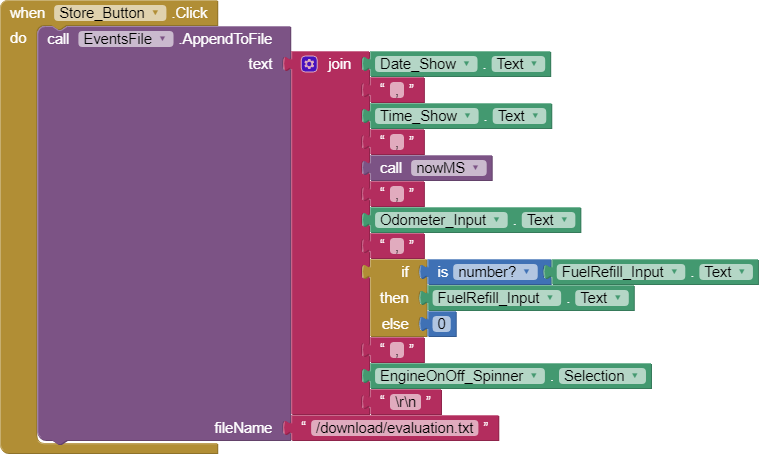 when Store_Button .Click
do call EventsFile .AppendToFile
text join Date_Show . Text
“ , ”
Time_Show . Text
“ , ”
call nowMS
“ , ”
Odometer_Input . Text
“ , ”
if is number? FuelRefill_Input . Text
then FuelRefill_Input . Text
else 0
“ , ”
EngineOnOff_Spinner . Selection
“ \r\n ”
fileName “ /download/evaluation.txt ”